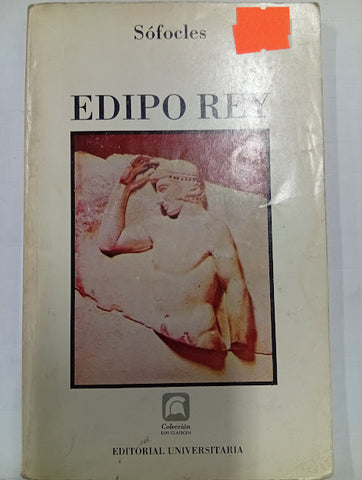 Sófocles
EDIPO REY
Colección
LOS CLÁSICOS
EDITORIAL UNIVERSITARIA